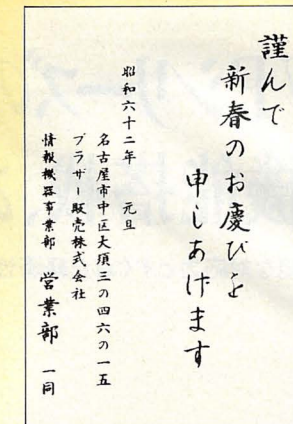 謹んで
新春のお慶びを
申しあげます
昭和六十二年　元旦
名古屋市中区大須三の四六の一五
ブラザー販売株式会社
情報機器事業部　営業部　一同